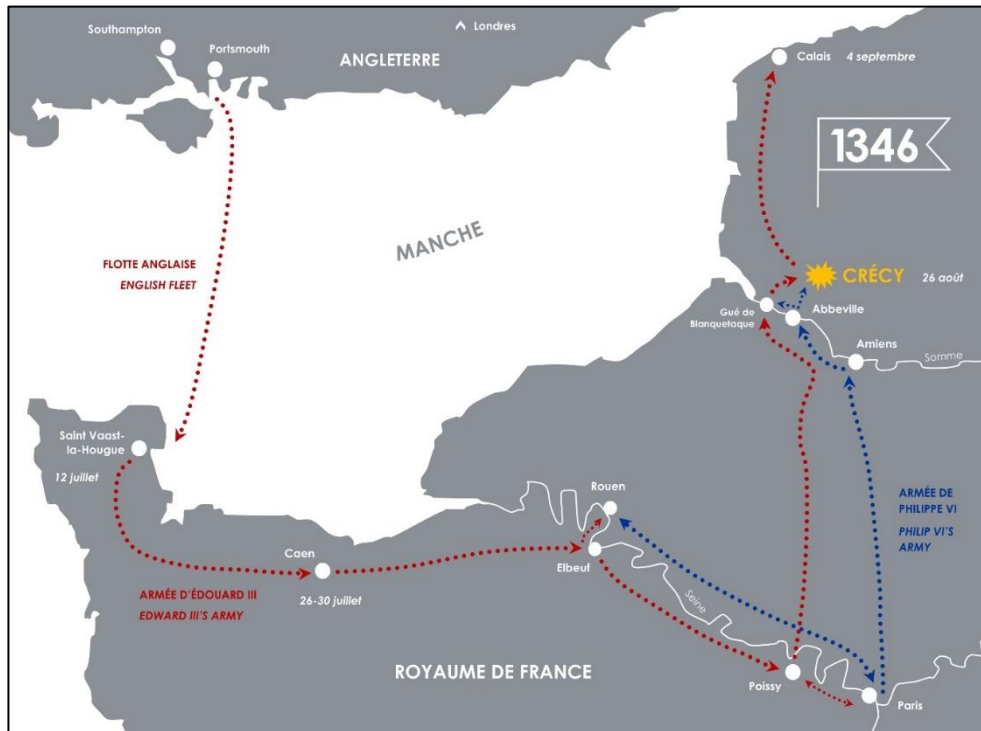 Southampton
Portsmouth
Londres
ANGLETERRE
Calais 4 septembre
1346
MANCHE
FLOTTE ANGLAISE
ENGLISH FLEET
CRÉCY 26 août
Gué de
Blanquetaque
Abbeville
Amiens
Somme
Saint Vaast-
la-Hougue
12 juillet
Rouen
ARMÉE DE
PHILIPPE VI
PHILIP VI'S
ARMY
Caen
26-30 juillet
Elbeuf
Seine
ARMÉE D'ÉDOUARD III
EDWARD III'S ARMY
ROYAUME DE FRANCE
Poissy
Paris